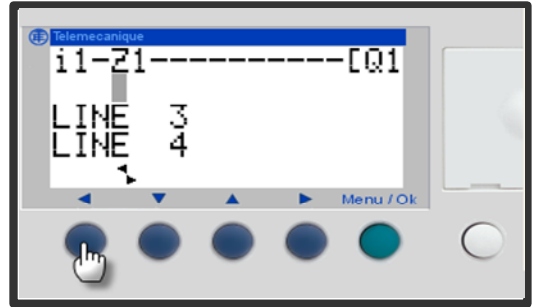 Telemecanique
i1-Z1-----------[Q1
LINE 3
LINE 4
Menu / Ok